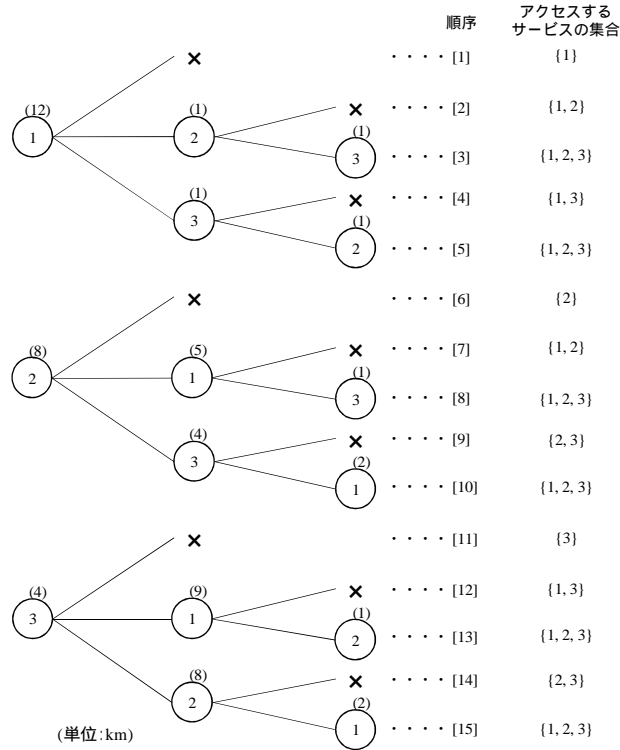 順序 アクセスする
サービスの集合
× ・・・・ [1] {1}
(12) (1) × ・・・・ [2] {1, 2}
1 2 (1)
3 ・・・・ [3] {1, 2, 3}
(1) × ・・・・ [4] {1, 3}
3 (1)
2 ・・・・ [5] {1, 2, 3}
× ・・・・ [6] {2}
(8) (5) × ・・・・ [7] {1, 2}
2 1 (1)
3 ・・・・ [8] {1, 2, 3}
(4) × ・・・・ [9] {2, 3}
3 (2)
1 ・・・・ [10] {1, 2, 3}
× ・・・・ [11] {3}
(4) (9) × ・・・・ [12] {1, 3}
3 1 (1)
2 ・・・・ [13] {1, 2, 3}
(8) × ・・・・ [14] {2, 3}
2 (2)
1 ・・・・ [15] {1, 2, 3}
(単位:km)